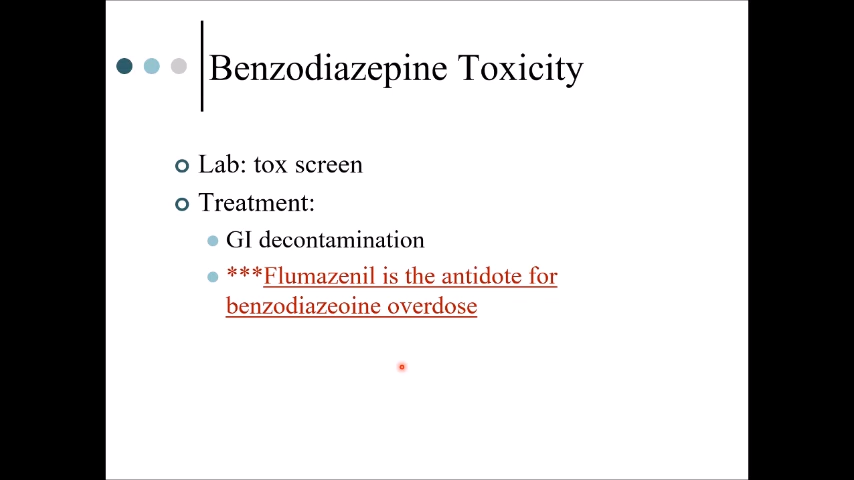 Benzodiazepine Toxicity
Lab: tox screen
Treatment:
GI decontamination
***Flumazenil is the antidote for
benzodiazeoine overdose